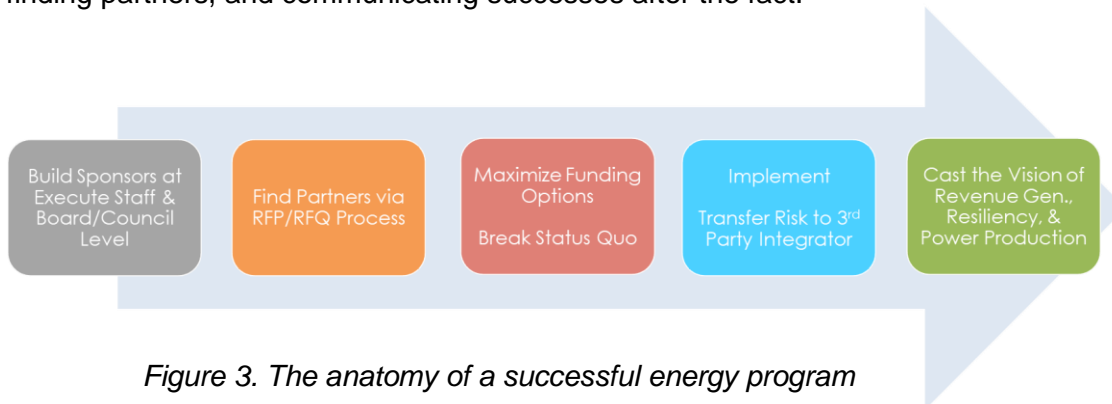 finding partners, and communicating successes after the fact.
Build Sponsors at
Execute Staff &
Board/Council
Level
Find Partners via
RFP/RFQ Process
Maximize Funding
Options
Break Status Quo
Implement
Transfer Risk to 3rd
Party Integrator
Cast the Vision of
Revenue Gen.,
Resiliency, &
Power Production
Figure 3. The anatomy of a successful energy program